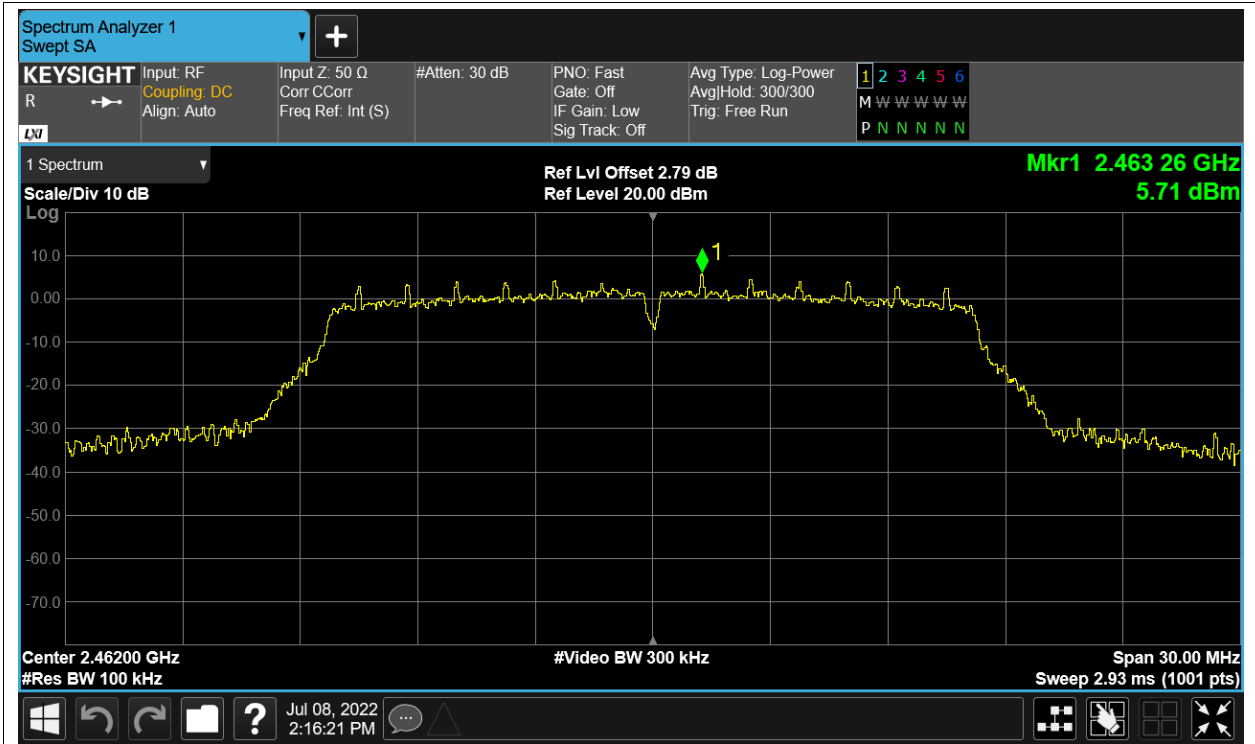 Spectrum Analyzer 1
Swept SA
KEYSIGHT
R
LXI
Input: RF
Coupling: DC
Align: Auto
Input Z: 50 Ω
Corr CCorr
Freq Ref: Int (S)
#Atten: 30 dB
PNO: Fast
Gate: Off
IF Gain: Low
Sig Track: Off
Avg Type: Log-Power
Avg|Hold: 300/300
Trig: Free Run
1 2 3 4 5 6
M W W W W W
P N N N N N
1 Spectrum
Scale/Div 10 dB
Log
Ref Lvl Offset 2.79 dB
Ref Level 20.00 dBm
Mkr1 2.463 26 GHz
5.71 dBm
1
10.0
0.00
-10.0
-20.0
-30.0
-40.0
-50.0
-60.0
-70.0
Center 2.46200 GHz
#Video BW 300 kHz
Span 30.00 MHz
#Res BW 100 kHz
Sweep 2.93 ms (1001 pts)
?
Jul 08, 2022
2:16:21 PM